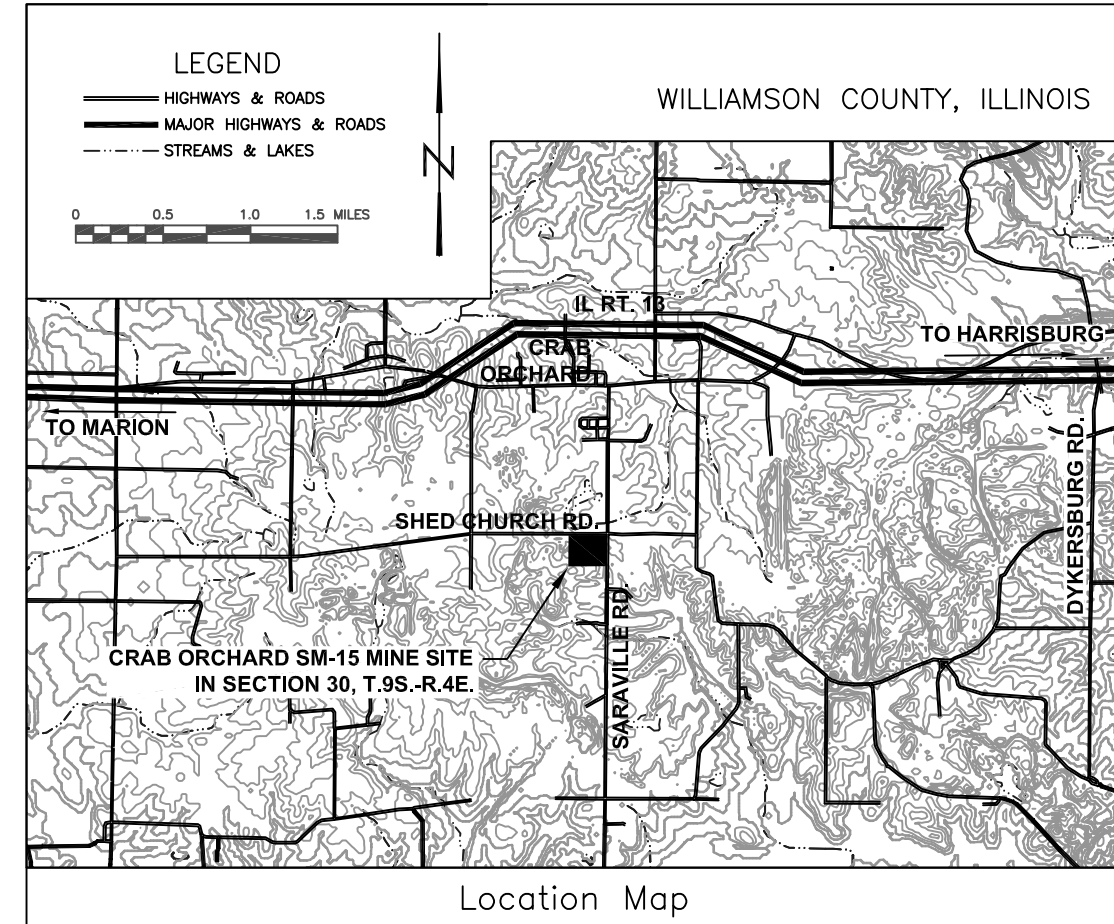 LEGEND
HIGHWAYS & ROADS
MAJOR HIGHWAYS & ROADS
STREAMS & LAKES
0 0.5 1.0 1.5 MILES
N
WILLIAMSON COUNTY, ILLINOIS
IL RT. 13
TO HARRISBURG
CRAB
ORCHARD
TO MARION
DYKERSBURG RD.
SHED CHURCH RD.
SARAVILLE RD.
CRAB ORCHARD SM-15 MINE SITE
IN SECTION 30, T.9S.-R.4E.
Location Map